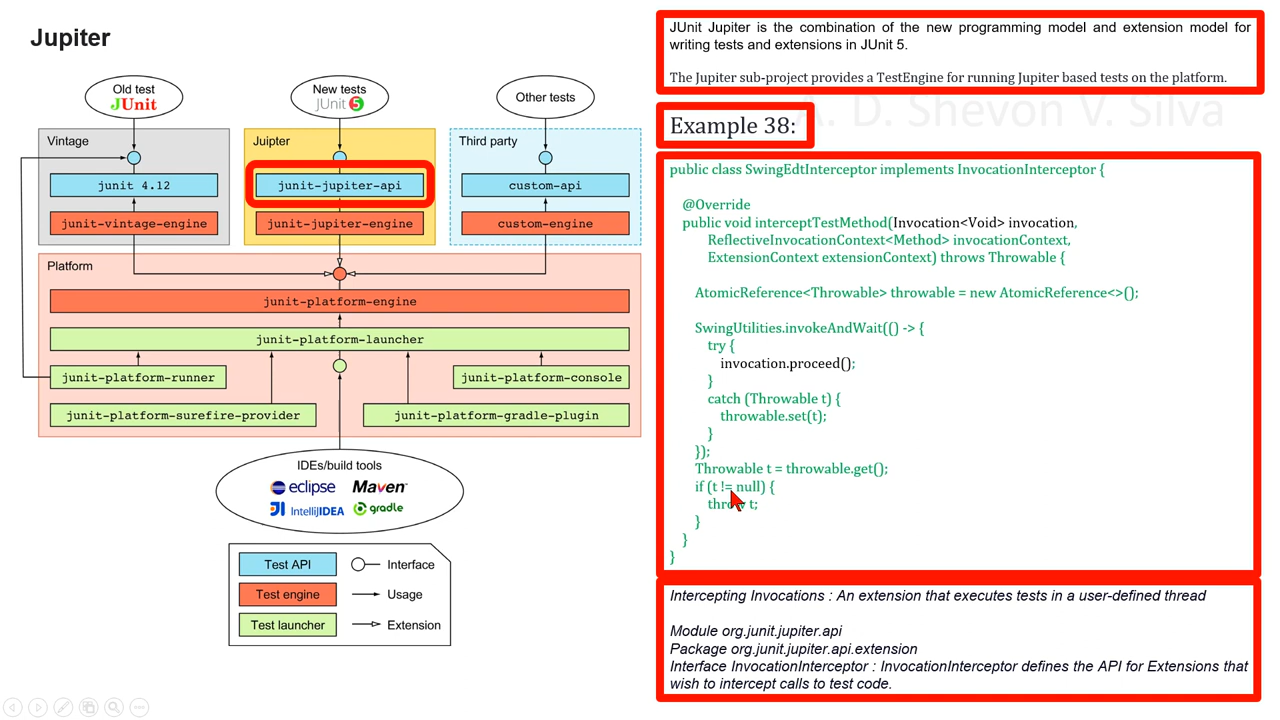 Jupiter
Old test
JUnit
New tests
JUnit 5
Other tests
Vintage
junit 4.12
junit-vintage-engine
Juipter
junit-jupiter-api
junit-jupiter-engine
Third party
custom-api
custom-engine
Platform
junit-platform-engine
junit-platform-launcher
junit-platform-runner
junit-platform-console
junit-platform-surefire-provider
junit-platform-gradle-plugin
IDEs/build tools
eclipse
Maven
IntelliJIDEA
gradle
Test API
Interface
Test engine
Usage
Test launcher
Extension
JUnit Jupiter is the combination of the new programming model and extension model for
writing tests and extensions in JUnit 5.
The Jupiter sub-project provides a TestEngine for running Jupiter based tests on the platform.
A. D. Shevon V. Silva
Example 38:
public class SwingEdtInterceptor implements InvocationInterceptor {
@Override
public void interceptTestMethod(Invocation<Void> invocation,
ReflectiveInvocationContext<Method> invocationContext,
ExtensionContext extensionContext) throws Throwable {
AtomicReference<Throwable> throwable = new AtomicReference<>();
SwingUtilities.invokeAndWait(() -> {
try {
invocation.proceed();
}
catch (Throwable t) {
throwable.set(t);
}
});
Throwable t = throwable.get();
if (t != null) {
throw t;
}
}
}
Intercepting Invocations : An extension that executes tests in a user-defined thread
Module org.junit.jupiter.api
Package org.junit.jupiter.api.extension
Interface InvocationInterceptor : InvocationInterceptor defines the API for Extensions that
wish to intercept calls to test code.